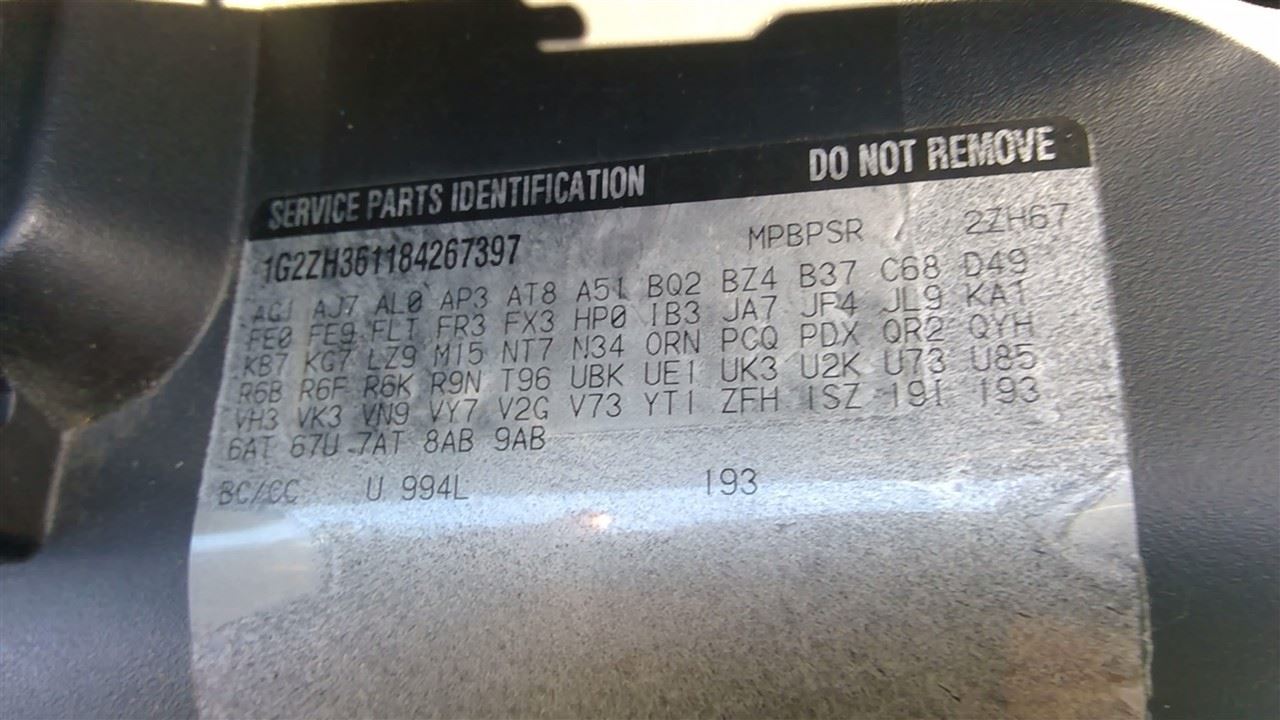 SERVICE PARTS IDENTIFICATION DO NOT REMOVE
1G2ZH361184267397 MPBPSR 2ZH67
AG1 AJ7 AL0 AP3 AT8 A51 BQ2 BZ4 B37 C68 D49
FE0 FE9 FLT FR3 FX3 HP0 IB3 JA7 JF4 JL9 KA1
KB7 KG7 LZ9 M15 NT7 N34 ORN PCQ PDX QR2 QYH
R6B R6F R6K R9N T96 UBK UE1 UK3 U2K U73 U85
VH3 VK3 VN9 VY7 V2G V73 YT1 ZFH 1SZ 19I 193
6AT 67U 7AT 8AB 9AB
BC/CC U 994L 193